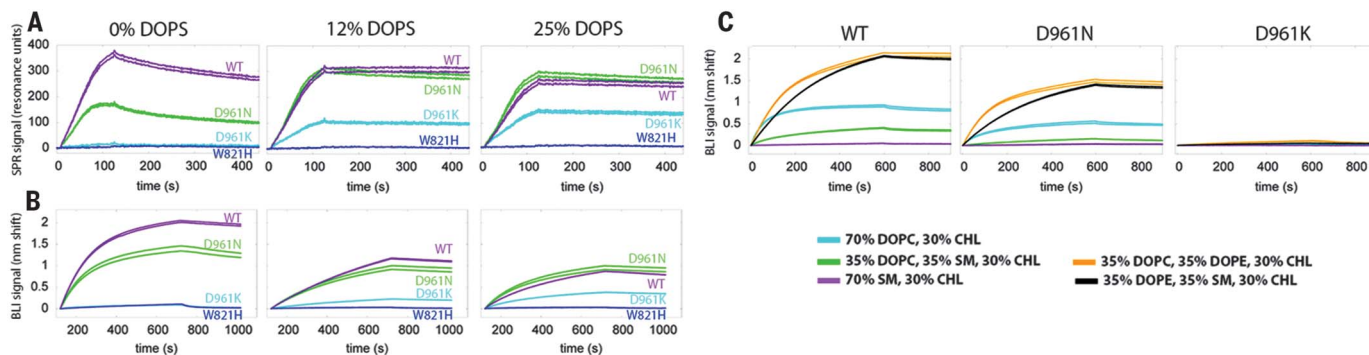 A
0% DOPS
12% DOPS
25% DOPS
SPR signal (resonance units)
400
300
200
100
0
WT
D961N
D961K
W821H
WT
D961N
D961K
W821H
D961N
WT
D961K
W821H
0 100 200 300 400
0 100 200 300 400
0 100 200 300 400
time (s)
time (s)
time (s)
B
BLI signal (nm shift)
2
1.5
1
0.5
0
WT
D961N
D961K
W821H
WT
D961N
D961K
W821H
D961N
WT
D961K
W821H
200 400 600 800 1000
200 400 600 800 1000
200 400 600 800 1000
time (s)
time (s)
time (s)
C
WT
D961N
D961K
BLI signal (nm shift)
2
1.5
1
0.5
0
0 200 400 600 800
0 200 400 600 800
0 200 400 600 800
time (s)
time (s)
time (s)
70% DOPC, 30% CHL
35% DOPC, 35% SM, 30% CHL
70% SM, 30% CHL
35% DOPC, 35% DOPE, 30% CHL
35% DOPE, 35% SM, 30% CHL